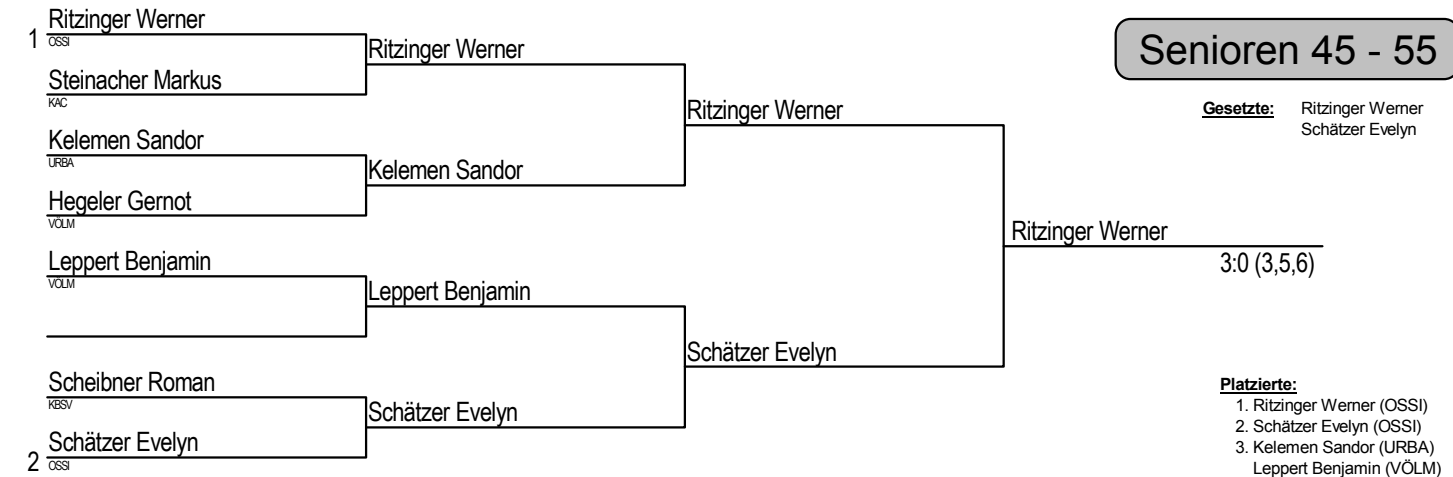 Senioren 45 - 55
Gesetzte: Ritzinger Werner
Schätzer Evelyn
1 Ritzinger Werner
OSSI
Steinacher Markus
KAC
Kelemen Sandor
URBA
Hegeler Gernot
VÖLM
Leppert Benjamin
VÖLM
Scheibner Roman
KBSV
2 Schätzer Evelyn
OSSI
Ritzinger Werner
Kelemen Sandor
Leppert Benjamin
Schätzer Evelyn
Ritzinger Werner
Schätzer Evelyn
Ritzinger Werner
3:0 (3,5,6)
Platzierte:
1. Ritzinger Werner (OSSI)
2. Schätzer Evelyn (OSSI)
3. Kelemen Sandor (URBA)
Leppert Benjamin (VÖLM)